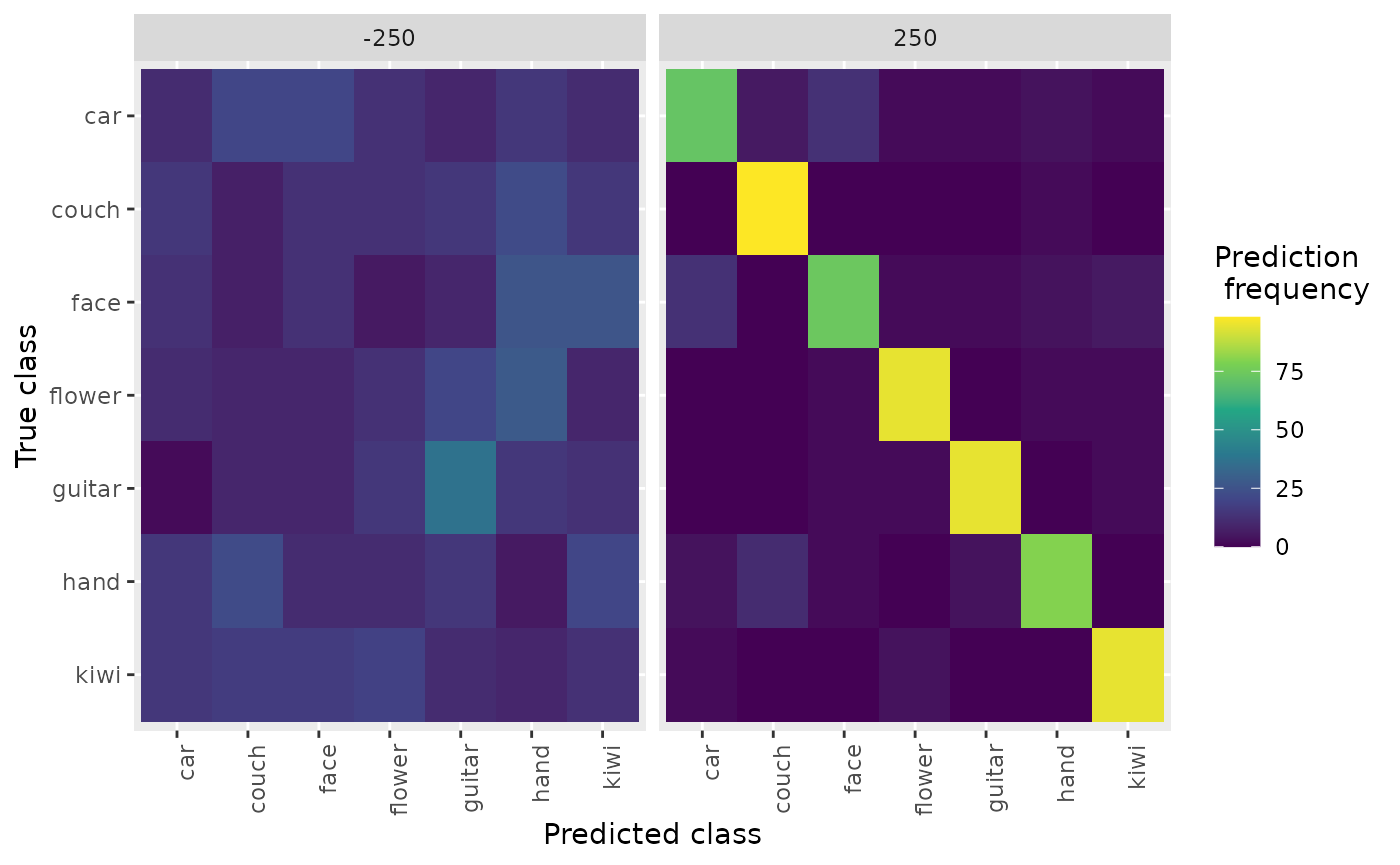 -250 250
car
couch
face
flower
guitar
hand
kiwi
True class
car couch face flower guitar hand kiwi car couch face flower guitar hand kiwi
Predicted class
Prediction
frequency
75
50
25
0